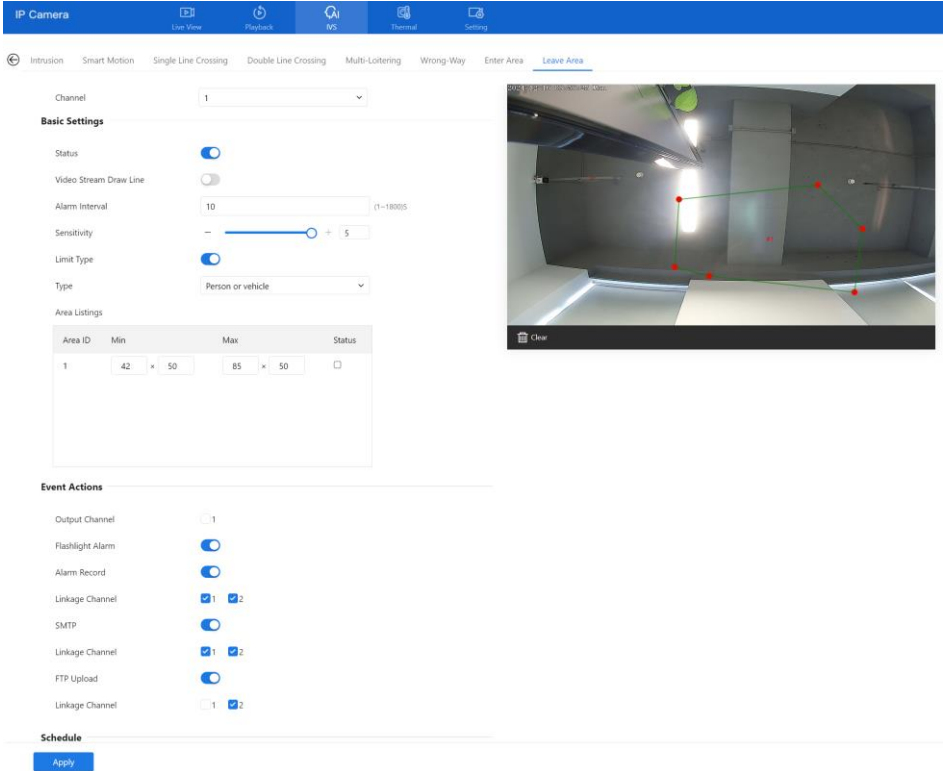 IP Camera
Live View
Playback
AI
IVS
Thermal
Setting
Intrusion Smart Motion Single Line Crossing Double Line Crossing Multi-Loitering Wrong-Way Enter Area Leave Area
Channel 1
Basic Settings
Status
Video Stream Draw Line
Alarm Interval 10 (1~1800)S
Sensitivity − + 5
Limit Type
Type Person or vehicle
Area Listings
Area ID Min Max Status
1 42 × 50 85 × 50
Clear
Event Actions
Output Channel 1
Flashlight Alarm
Alarm Record
Linkage Channel 1 2
SMTP
Linkage Channel 1 2
FTP Upload
Linkage Channel 1 2
Schedule
Apply